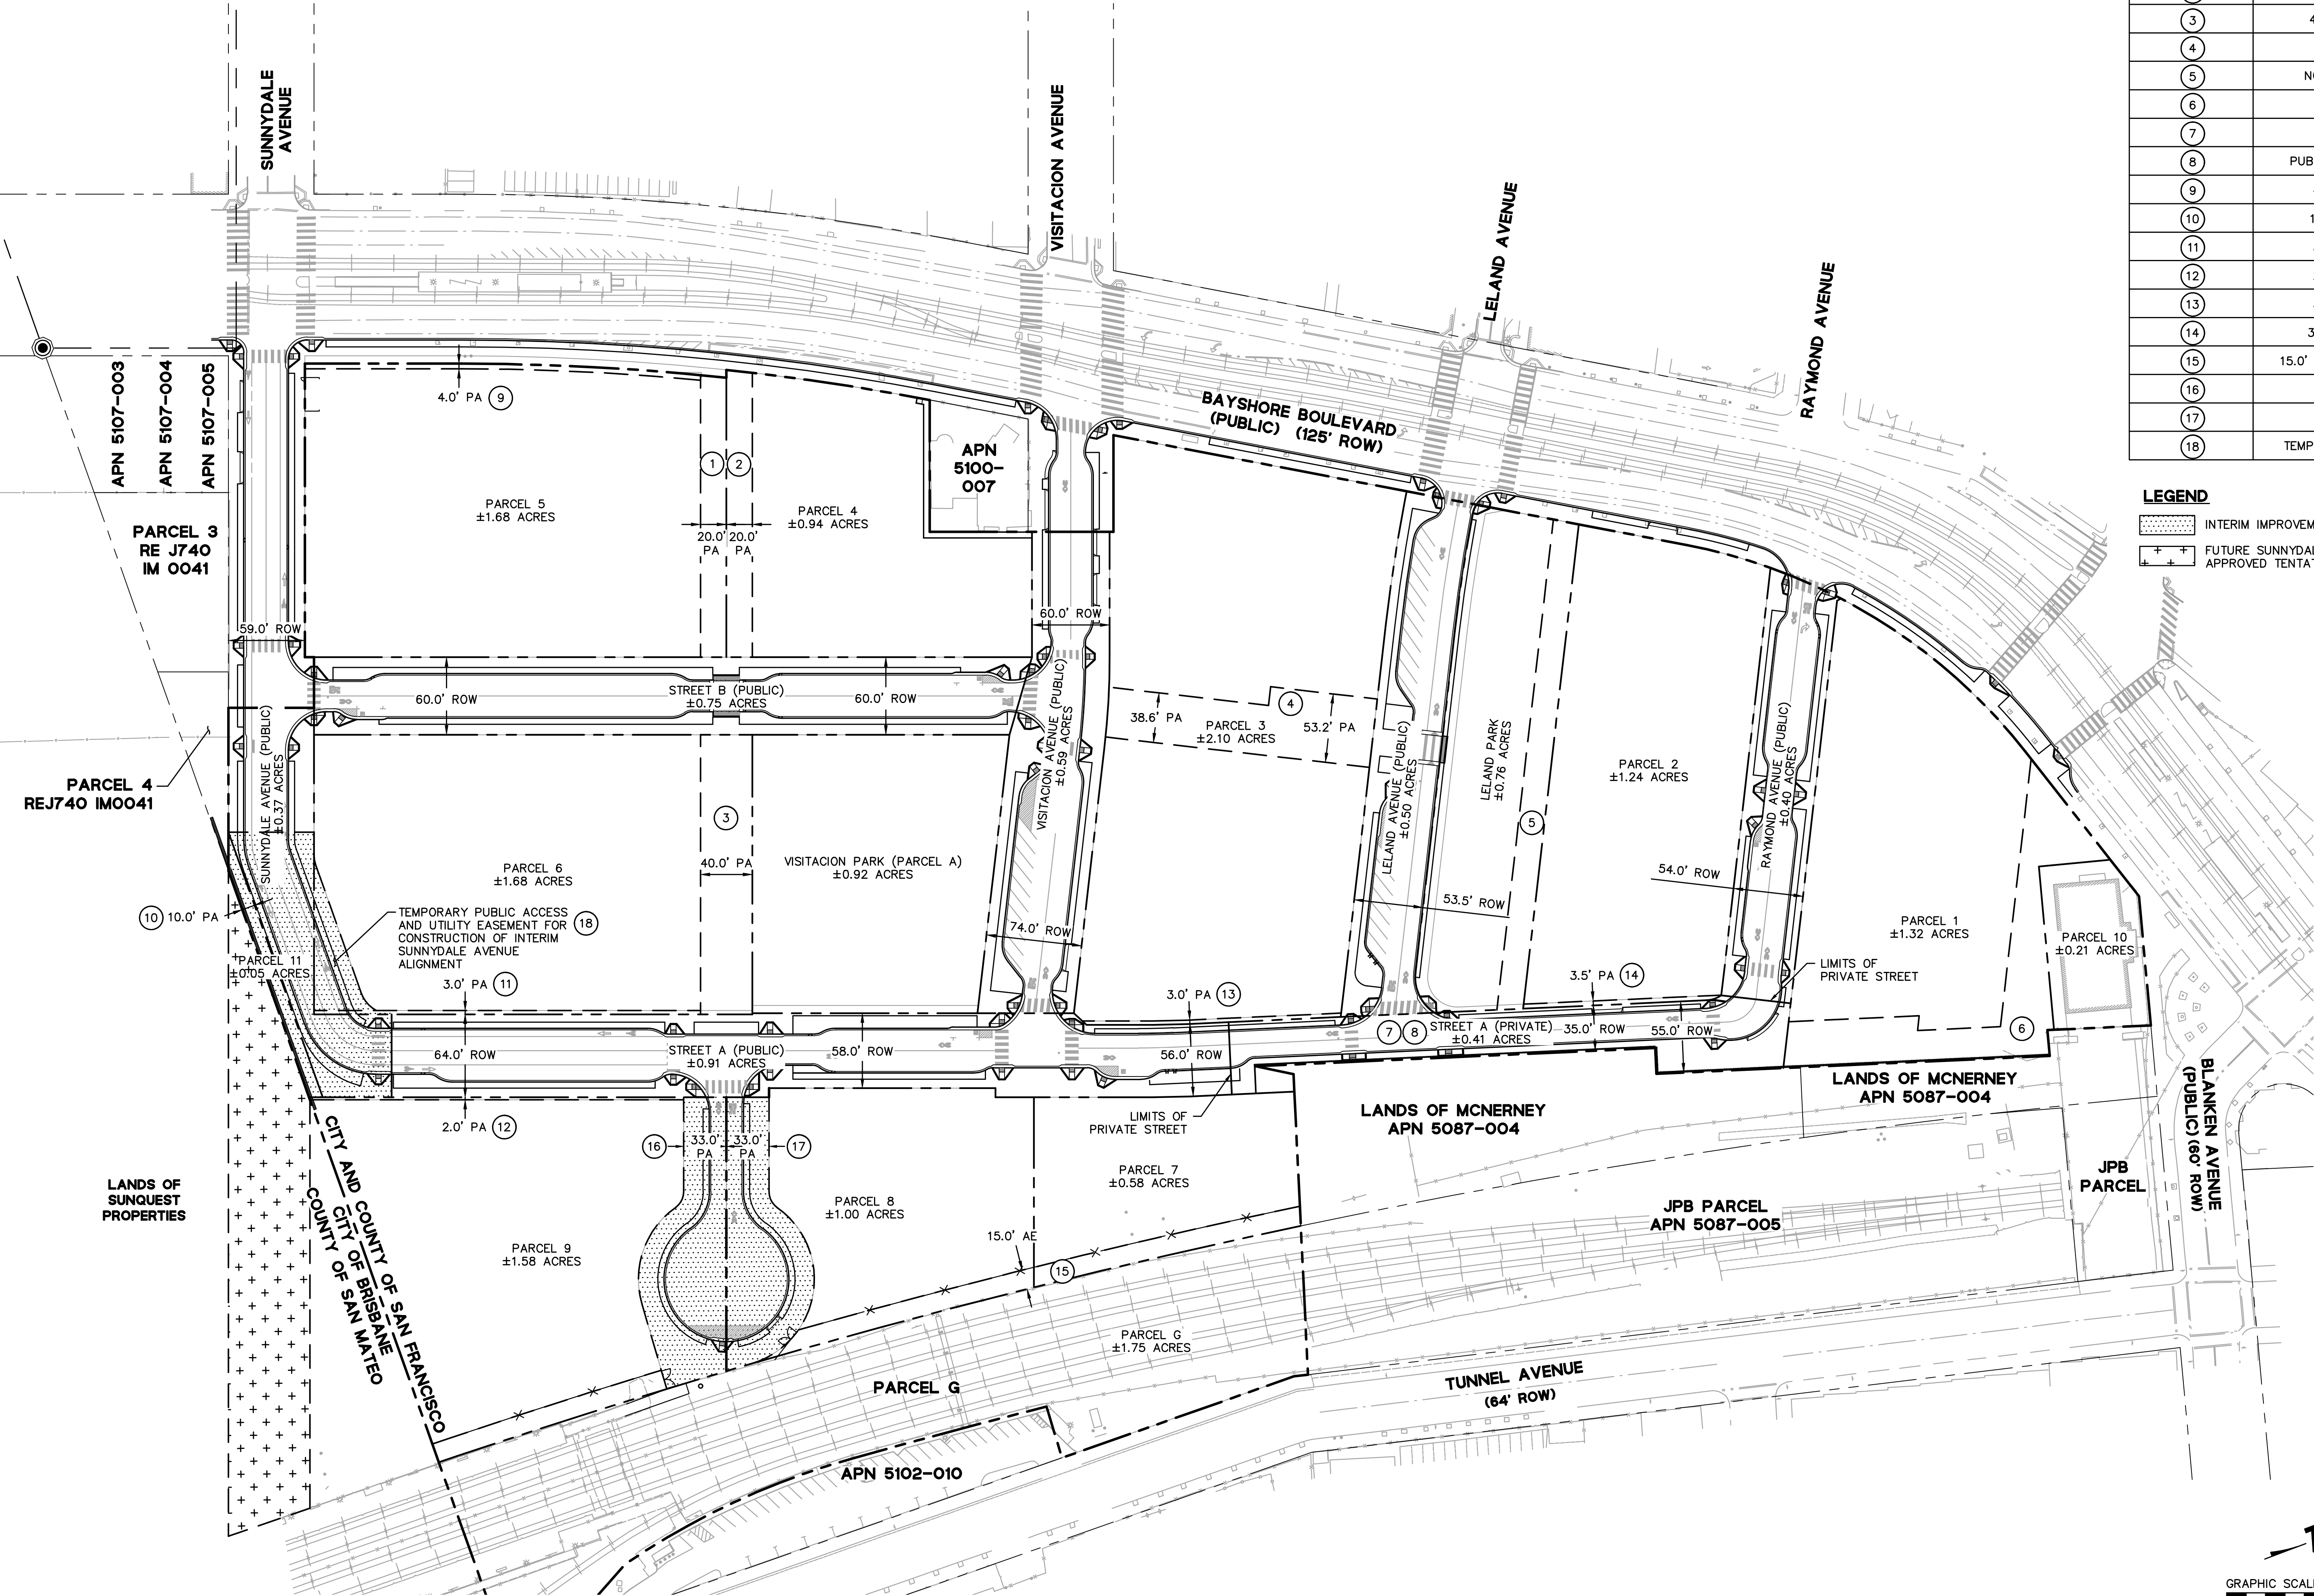 3
4
4
5
NO
6
7
8
PUB
9
10
1
11
12
13
14
3
15
15.0'
16
17
18
TEMP
LEGEND
INTERIM IMPROVEM
FUTURE SUNNYDAL
APPROVED TENTAT
SUNNYDALE
AVENUE
VISITACION AVENUE
LELAND AVENUE
RAYMOND AVENUE
BAYSHORE BOULEVARD
(PUBLIC) (125' ROW)
APN 5107-003
APN 5107-004
APN 5107-005
4.0' PA 9
1
2
APN
5100-
007
PARCEL 5
±1.68 ACRES
PARCEL 4
±0.94 ACRES
20.0'
PA
20.0'
PA
PARCEL 3
RE J740
IM 0041
59.0' ROW
60.0' ROW
60.0' ROW
STREET B (PUBLIC)
±0.75 ACRES
60.0' ROW
38.6' PA
PARCEL 3
±2.10 ACRES
4
53.2' PA
LELAND PARK
±0.76 ACRES
PARCEL 2
±1.24 ACRES
5
SUNNYDALE AVENUE (PUBLIC)
±0.37 ACRES
VISITACION AVENUE (PUBLIC)
±0.59 ACRES
LELAND AVENUE (PUBLIC)
±0.50 ACRES
RAYMOND AVENUE (PUBLIC)
±0.40 ACRES
PARCEL 4
REJ740 IM0041
3
40.0' PA
PARCEL 6
±1.68 ACRES
VISITACION PARK (PARCEL A)
±0.92 ACRES
74.0' ROW
53.5' ROW
54.0' ROW
PARCEL 1
±1.32 ACRES
PARCEL 10
±0.21 ACRES
10 10.0' PA
TEMPORARY PUBLIC ACCESS
AND UTILITY EASEMENT FOR 18
CONSTRUCTION OF INTERIM
SUNNYDALE AVENUE
ALIGNMENT
PARCEL 11
±0.05 ACRES
3.0' PA 11
3.0' PA 13
3.5' PA 14
LIMITS OF
PRIVATE STREET
64.0' ROW
STREET A (PUBLIC)
±0.91 ACRES
58.0' ROW
56.0' ROW
7
8
STREET A (PRIVATE)
±0.41 ACRES
35.0' ROW
55.0' ROW
6
2.0' PA 12
LIMITS OF
PRIVATE STREET
LANDS OF MCNERNEY
APN 5087-004
LANDS OF MCNERNEY
APN 5087-004
16
33.0'
PA
33.0'
PA
17
PARCEL 7
±0.58 ACRES
PARCEL 8
±1.00 ACRES
PARCEL 9
±1.58 ACRES
LANDS OF
SUNQUEST
PROPERTIES
CITY AND COUNTY OF SAN FRANCISCO
CITY OF BRISBANE
COUNTY OF SAN MATEO
15.0' AE
15
JPB PARCEL
APN 5087-005
JPB
PARCEL
BLANKEN AVENUE
(PUBLIC) (60' ROW)
PARCEL G
±1.75 ACRES
PARCEL G
TUNNEL AVENUE
(64' ROW)
APN 5102-010
GRAPHIC SCAL